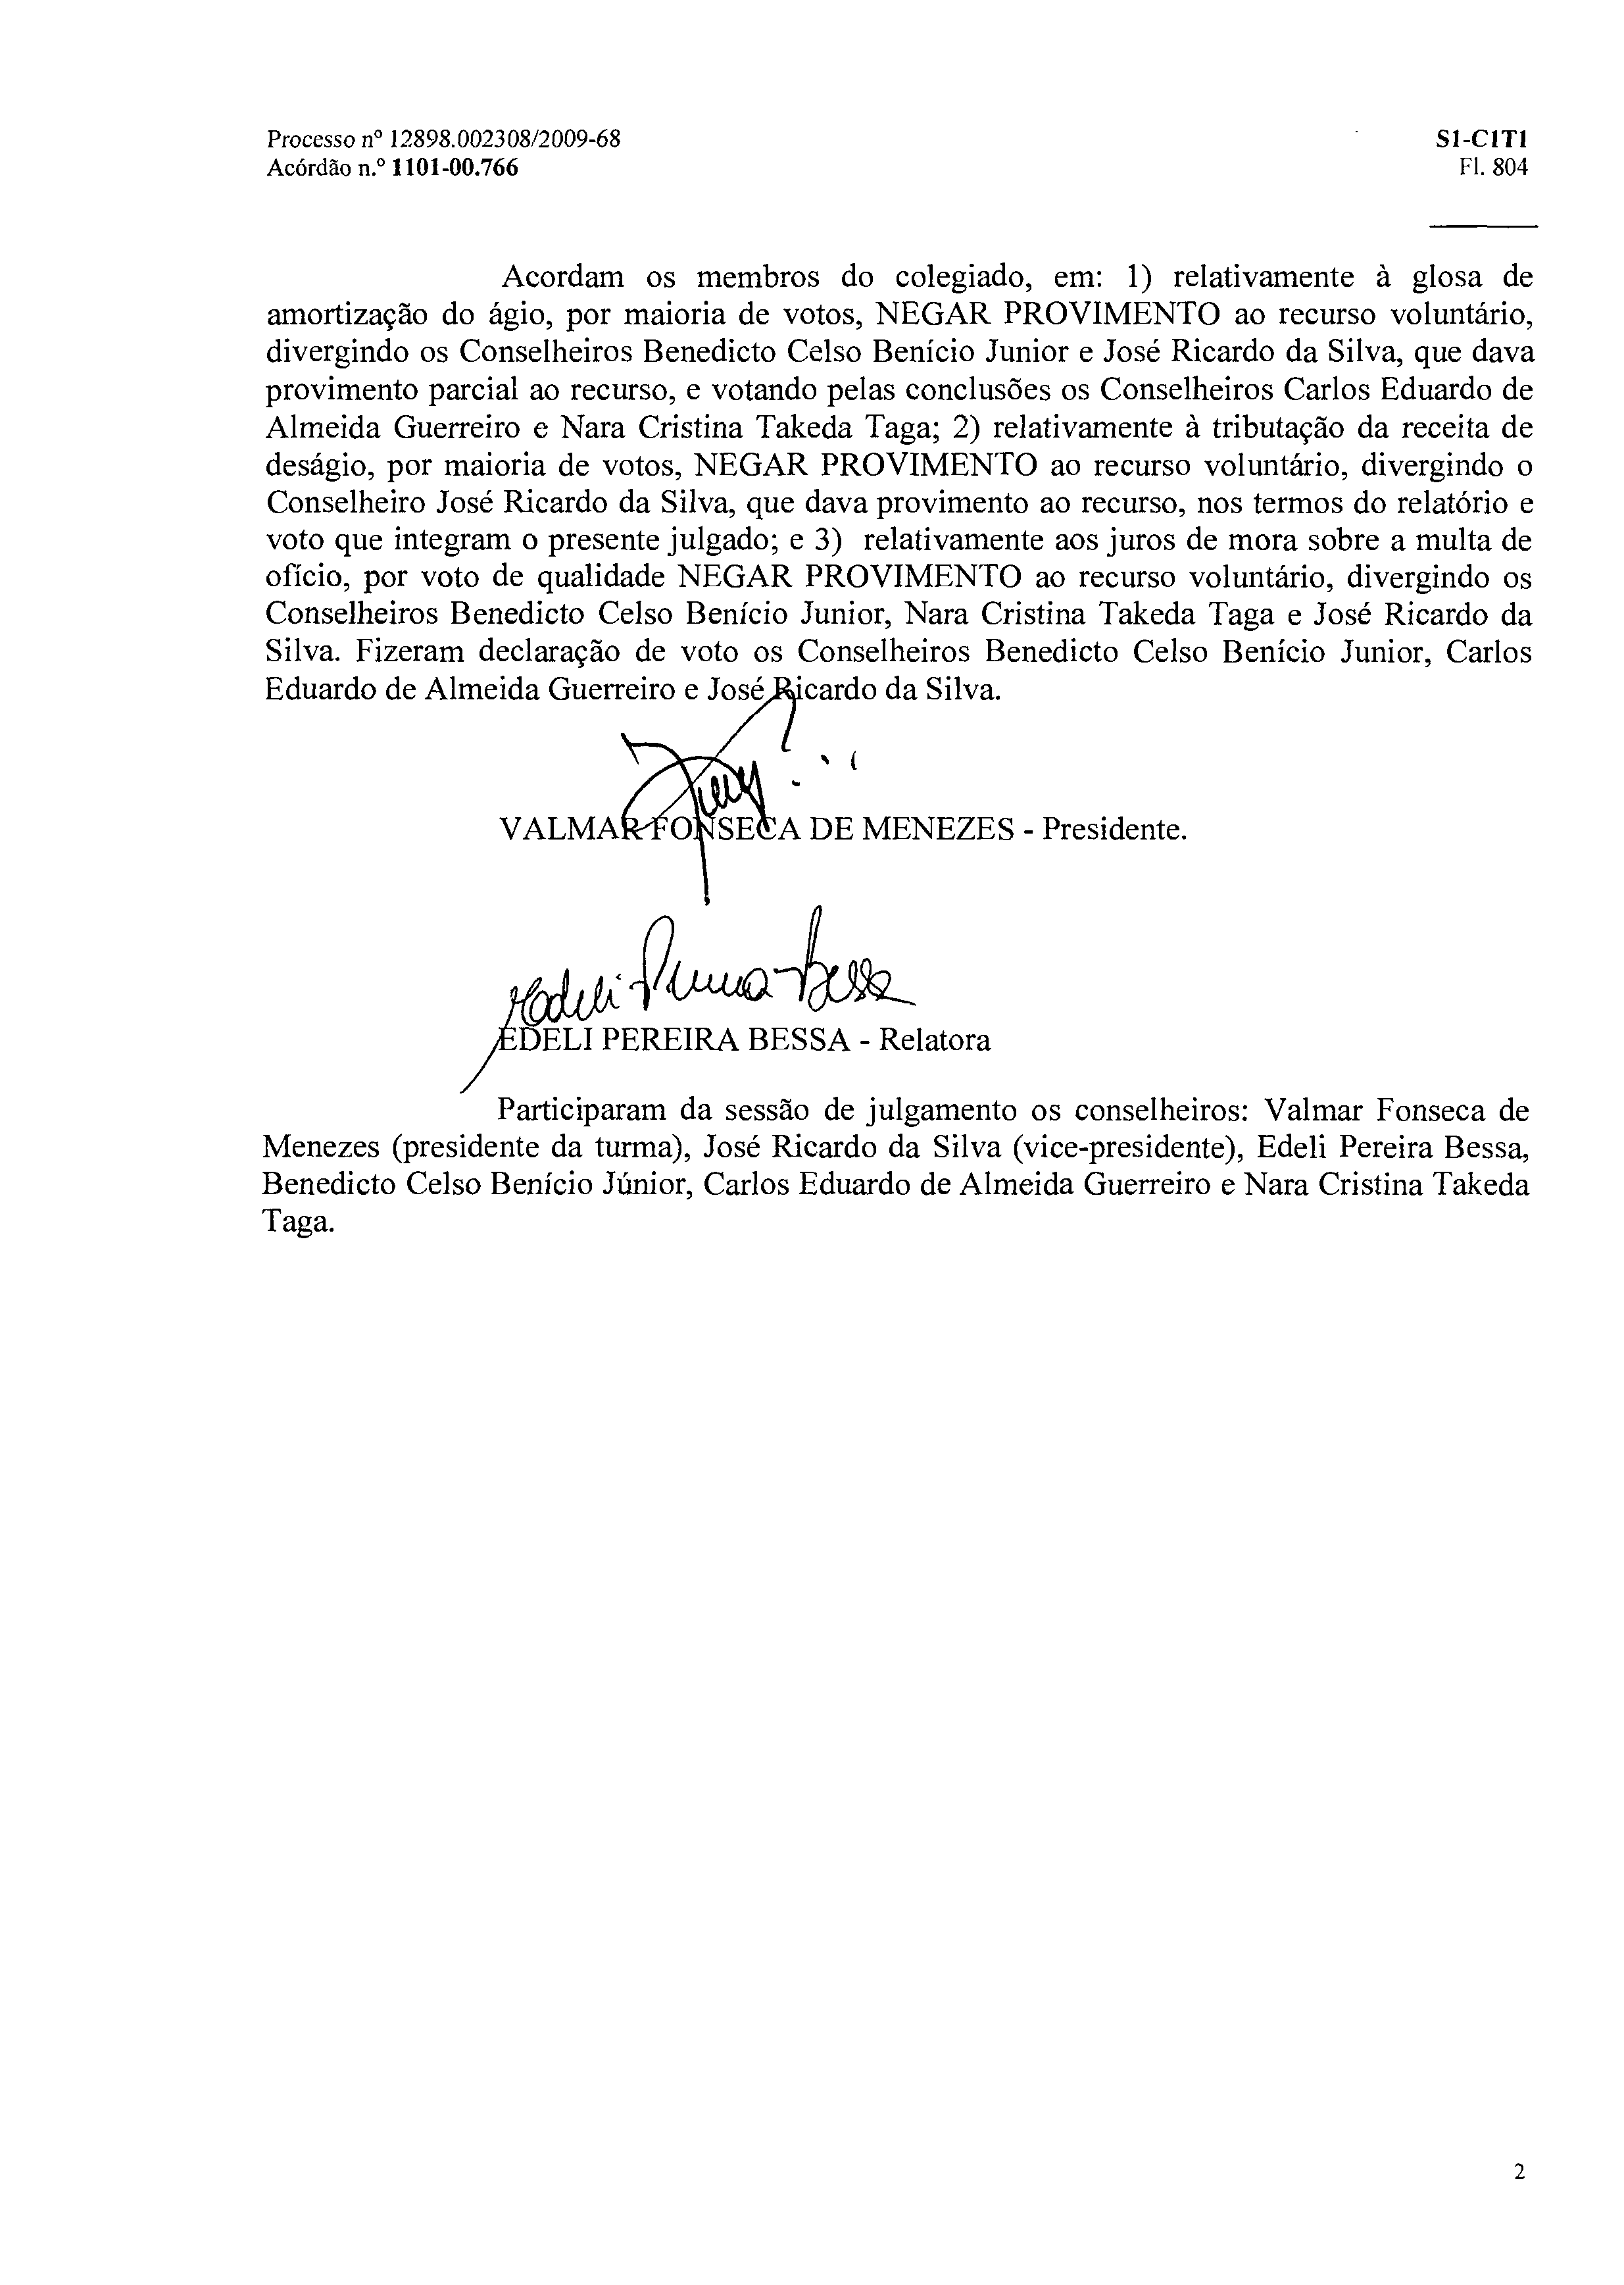 Processo nº 12898.002308/2009-68
S1-C1T1
Acórdão n.º 1101-00.766
Fl. 804
Acordam os membros do colegiado, em: 1) relativamente à glosa de
amortização do ágio, por maioria de votos, NEGAR PROVIMENTO ao recurso voluntário,
divergindo os Conselheiros Benedicto Celso Benício Junior e José Ricardo da Silva, que dava
provimento parcial ao recurso, e votando pelas conclusões os Conselheiros Carlos Eduardo de
Almeida Guerreiro e Nara Cristina Takeda Taga; 2) relativamente à tributação da receita de
deságio, por maioria de votos, NEGAR PROVIMENTO ao recurso voluntário, divergindo o
Conselheiro José Ricardo da Silva, que dava provimento ao recurso, nos termos do relatório e
voto que integram o presente julgado; e 3) relativamente aos juros de mora sobre a multa de
ofício, por voto de qualidade NEGAR PROVIMENTO ao recurso voluntário, divergindo os
Conselheiros Benedicto Celso Benício Junior, Nara Cristina Takeda Taga e José Ricardo da
Silva. Fizeram declaração de voto os Conselheiros Benedicto Celso Benício Junior, Carlos
Eduardo de Almeida Guerreiro e José Ricardo da Silva.
VALMAR FONSECA DE MENEZES - Presidente.
Edeli Pereira Bessa
EDELI PEREIRA BESSA - Relatora
Participaram da sessão de julgamento os conselheiros: Valmar Fonseca de
Menezes (presidente da turma), José Ricardo da Silva (vice-presidente), Edeli Pereira Bessa,
Benedicto Celso Benício Júnior, Carlos Eduardo de Almeida Guerreiro e Nara Cristina Takeda
Taga.
2